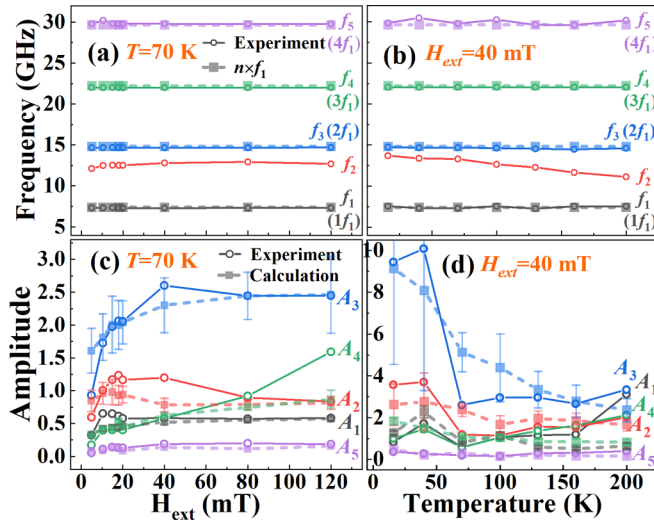 30
25
20
15
10
5
Frequency (GHz)
(a) T=70 K
Experiment
n×f₁
f₅
(4f₁)
f₄
(3f₁)
f₃(2f₁)
f₂
f₁
(1f₁)
(b) H_ext=40 mT
f₅
(4f₁)
f₄
(3f₁)
f₃(2f₁)
f₂
f₁
(1f₁)
3.0
2.5
2.0
1.5
1.0
0.5
0.0
Amplitude
(c) T=70 K
Experiment
Calculation
A₃
A₄
A₂
A₁
A₅
0 20 40 60 80 100 120
H_ext (mT)
10
8
6
4
2
0
(d) H_ext=40 mT
A₃
A₁
A₄
A₂
A₅
0 50 100 150 200
Temperature (K)